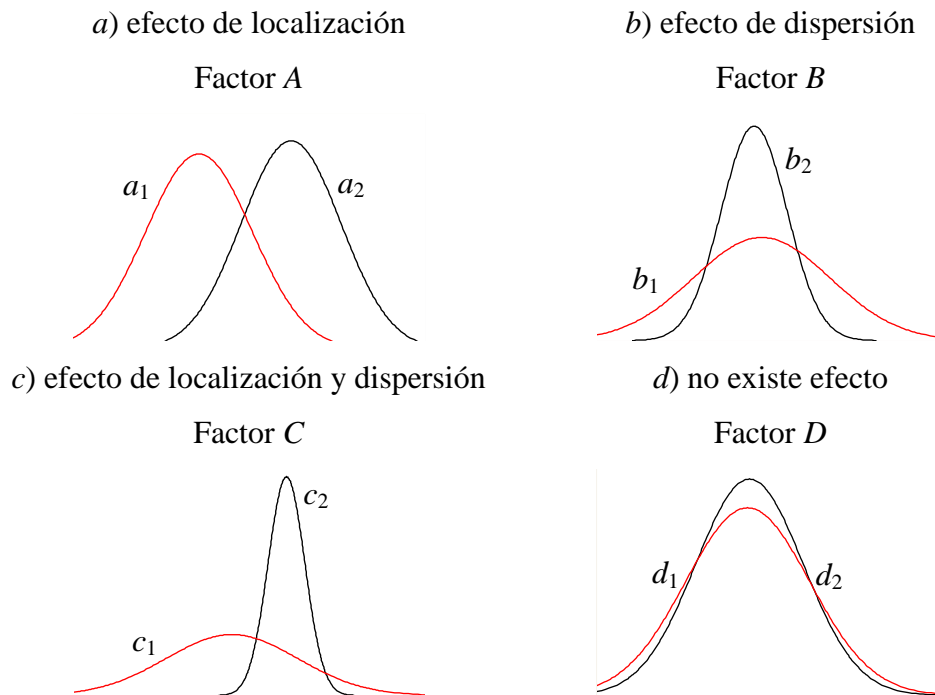 a) efecto de localización
Factor A
a₁
a₂
b) efecto de dispersión
Factor B
b₂
b₁
c) efecto de localización y dispersión
Factor C
c₂
c₁
d) no existe efecto
Factor D
d₁
d₂